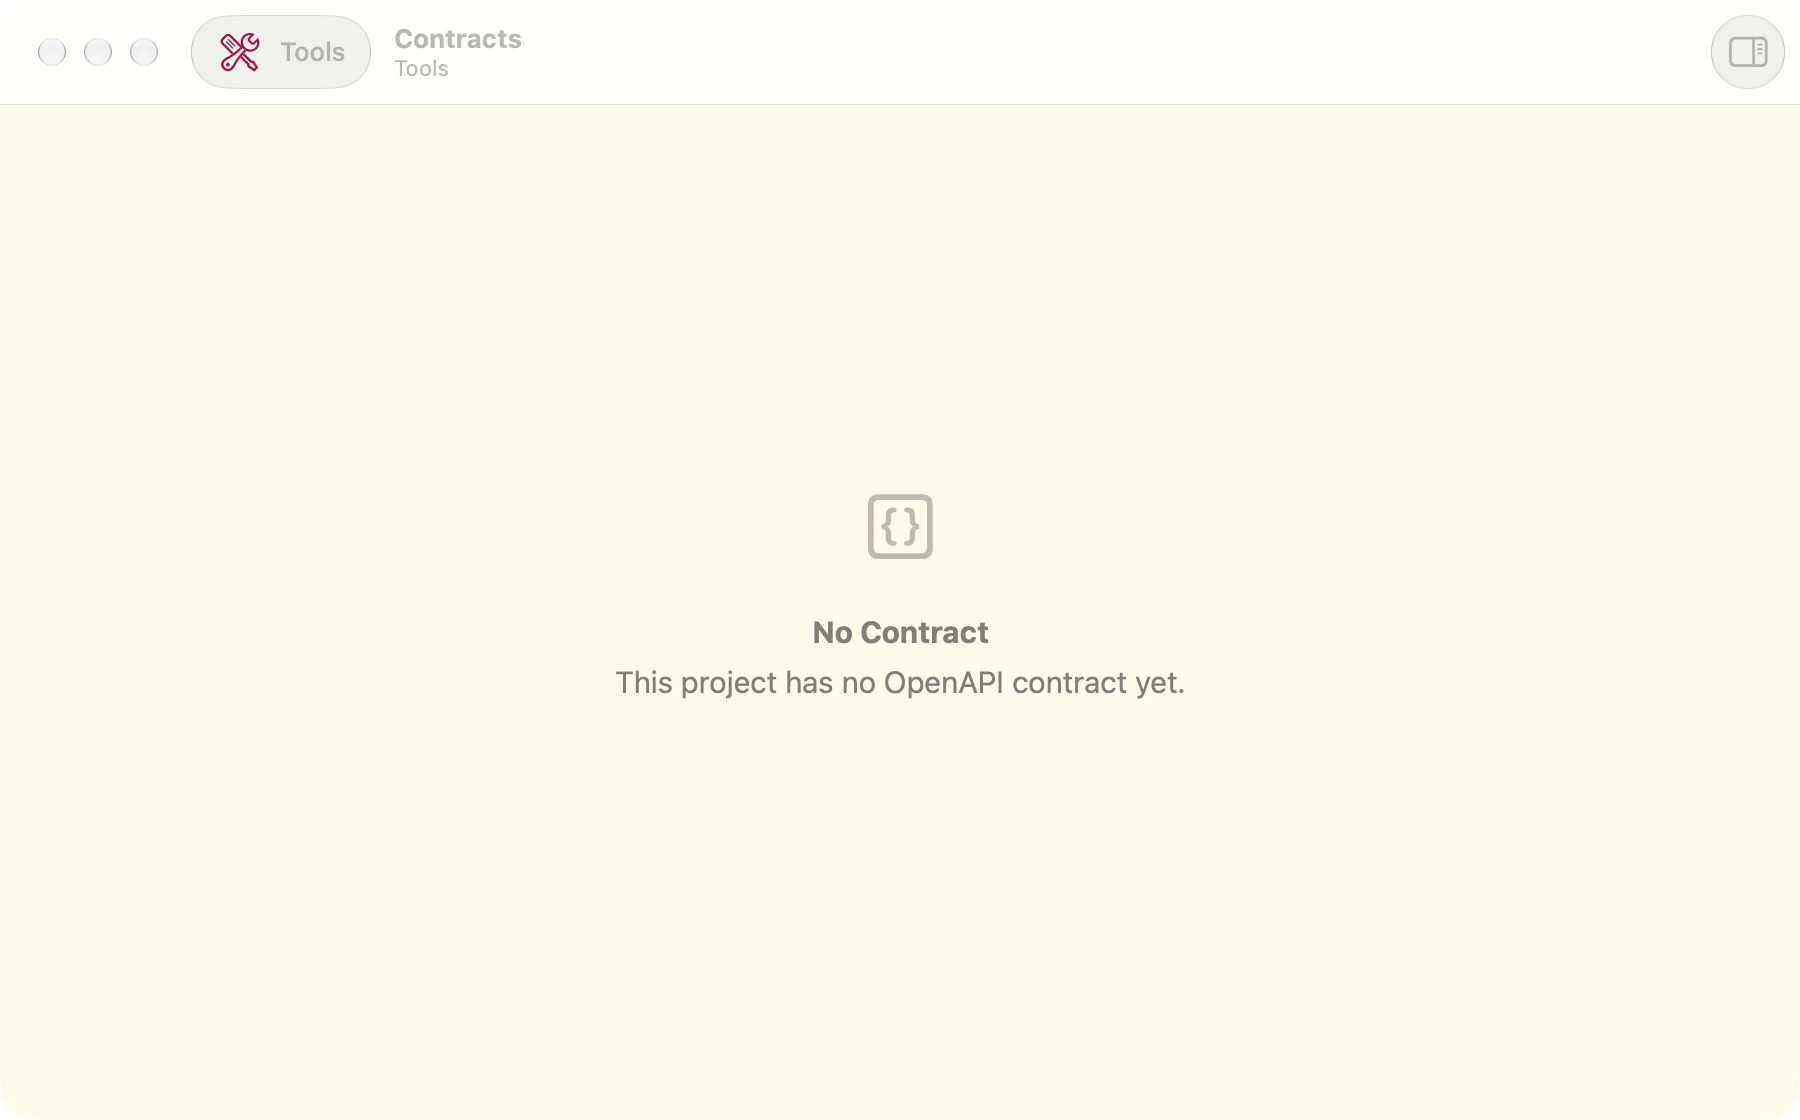 Tools
Contracts
Tools
{}
No Contract
This project has no OpenAPI contract yet.